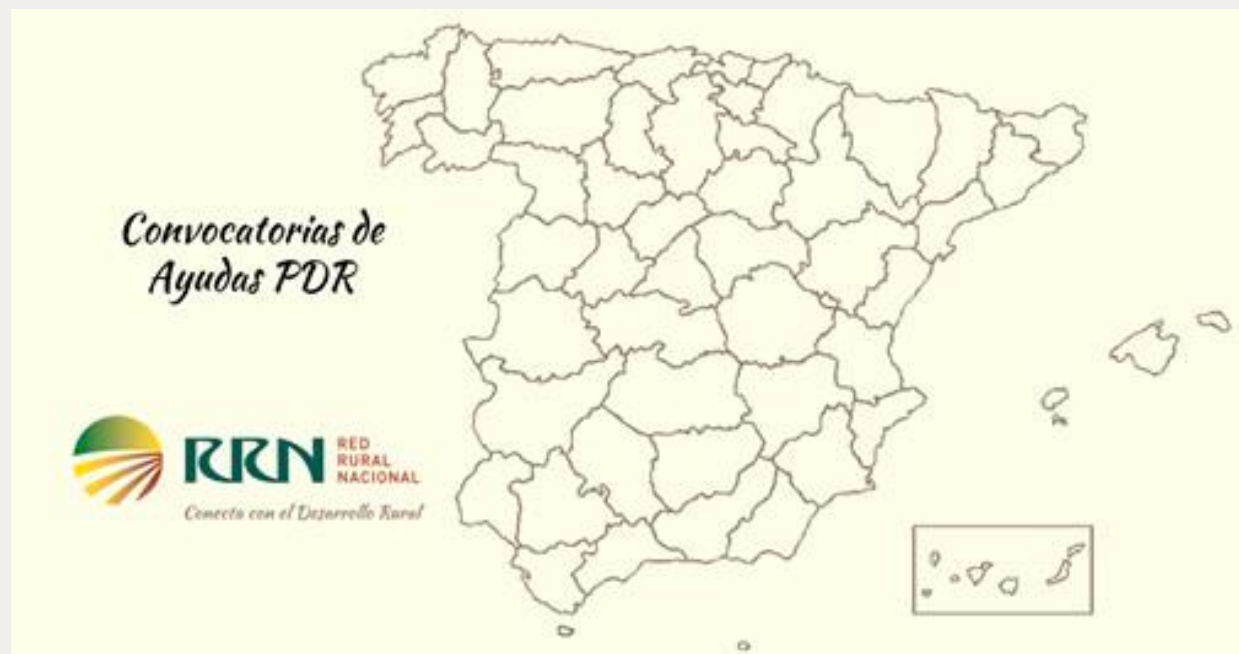 Convocatorias de
Ayudas PDR
RRN
RED
RURAL
NACIONAL
Conecta con el Desarrollo Rural